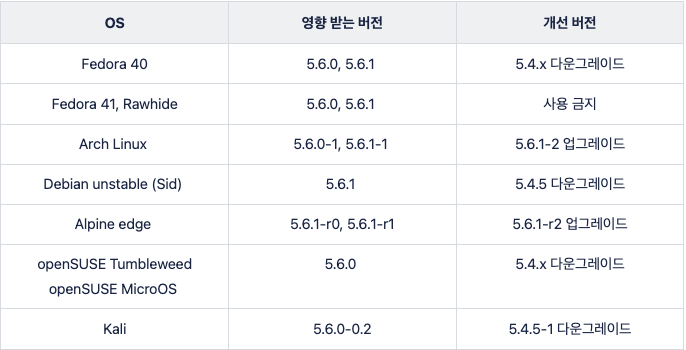 OS 영향 받는 버전 개선 버전
Fedora 40 5.6.0, 5.6.1 5.4.x 다운그레이드
Fedora 41, Rawhide 5.6.0, 5.6.1 사용 금지
Arch Linux 5.6.0-1, 5.6.1-1 5.6.1-2 업그레이드
Debian unstable (Sid) 5.6.1 5.4.5 다운그레이드
Alpine edge 5.6.1-r0, 5.6.1-r1 5.6.1-r2 업그레이드
openSUSE Tumbleweed 5.6.0 5.4.x 다운그레이드
openSUSE MicroOS
Kali 5.6.0-0.2 5.4.5-1 다운그레이드